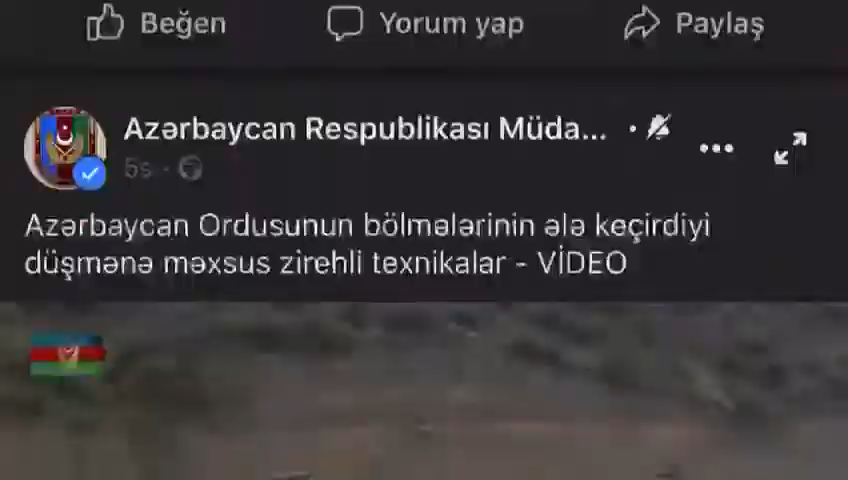 Beğen
Yorum yap
Paylaş
Azərbaycan Respublikası Müda...
5s
Azərbaycan Ordusunun bölmələrinin ələ keçirdiyi
düşmənə məxsus zirehli texnikalar - VİDEO